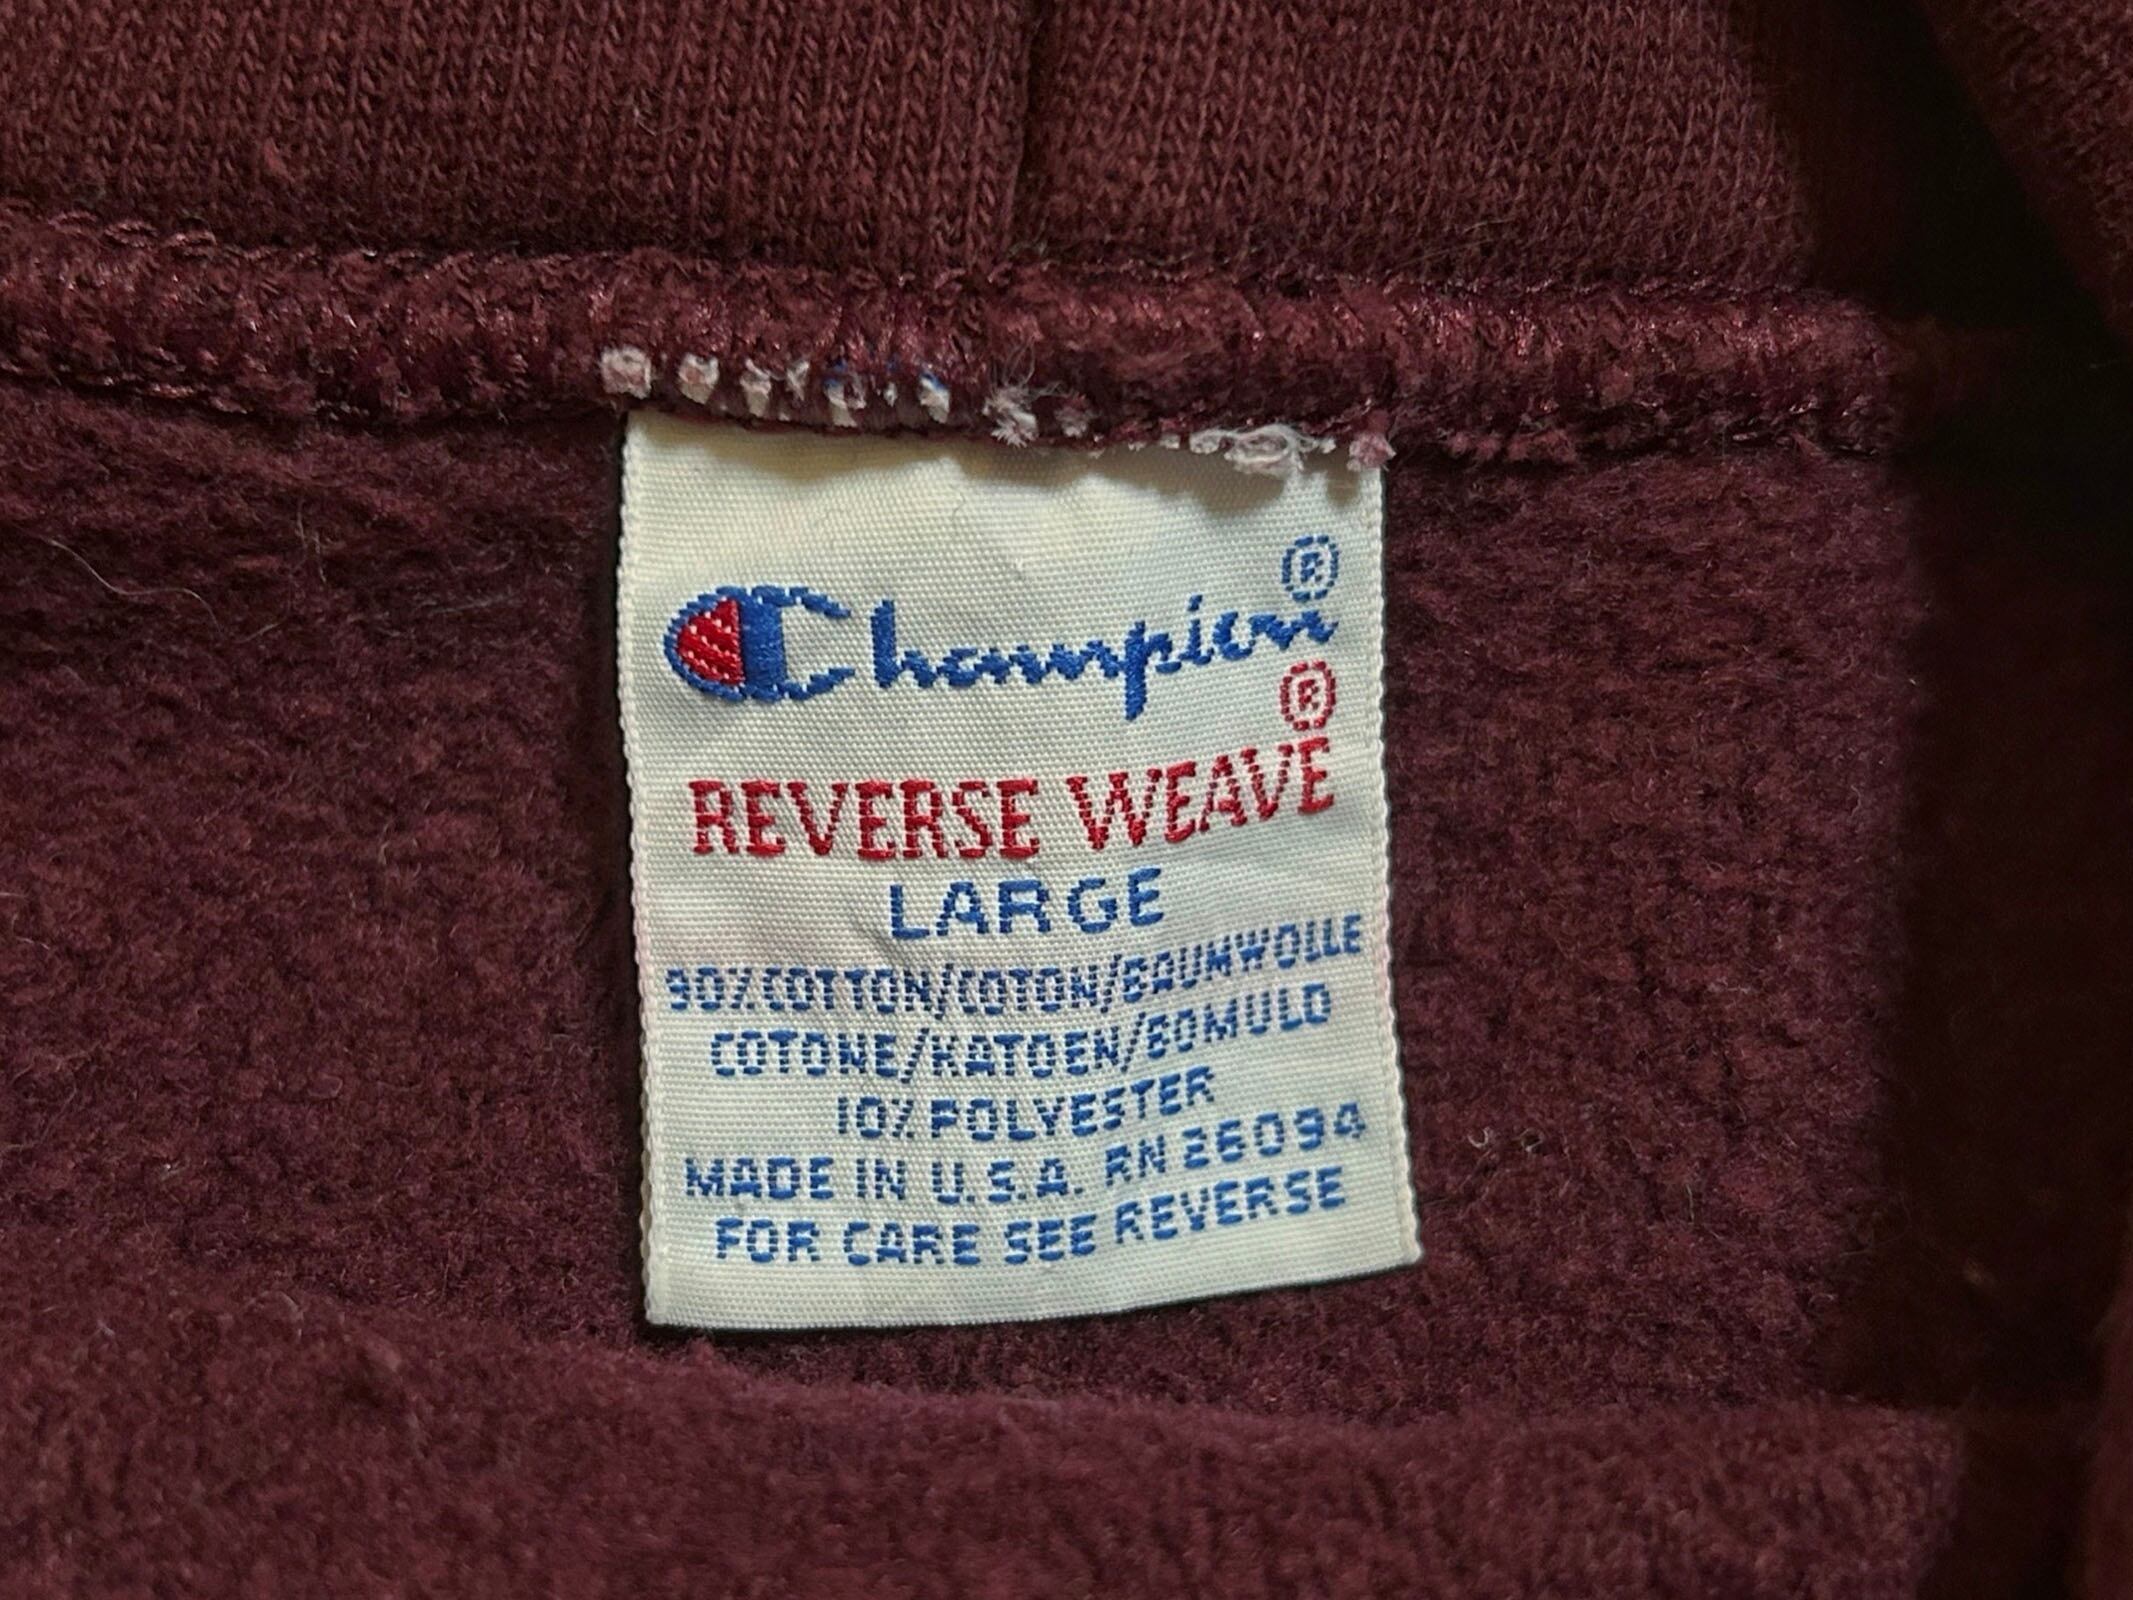 Champion®
REVERSE WEAVE®
LARGE
90% COTTON/COTON/BAUMWOLLE
COTONE/KATOEN/BOMULD
10% POLYESTER
MADE IN U.S.A. RN 26094
FOR CARE SEE REVERSE